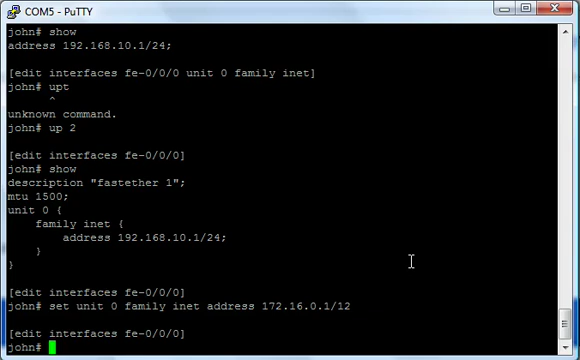 COM5 - PuTTY
john# show
address 192.168.10.1/24;
[edit interfaces fe-0/0/0 unit 0 family inet]
john# upt
^
unknown command.
john# up 2
[edit interfaces fe-0/0/0]
john# show
description "fastether 1";
mtu 1500;
unit 0 {
family inet {
address 192.168.10.1/24;
}
}
[edit interfaces fe-0/0/0]
john# set unit 0 family inet address 172.16.0.1/12
[edit interfaces fe-0/0/0]
john#